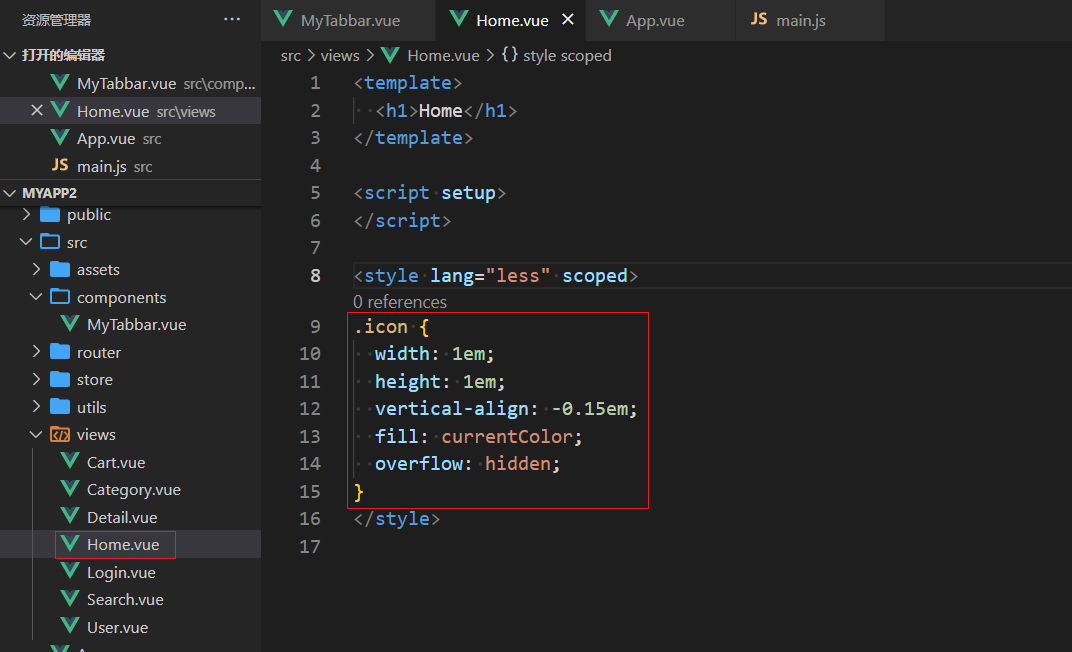 资源管理器
打开的编辑器
MyTabbar.vue src\comp...
Home.vue src\views
App.vue src
JS main.js src
MYAPP2
public
src
assets
components
MyTabbar.vue
router
store
utils
views
Cart.vue
Category.vue
Detail.vue
Home.vue
Login.vue
Search.vue
User.vue
MyTabbar.vue Home.vue App.vue JS main.js
src > views > Home.vue > {} style scoped
1 <template>
2 <h1>Home</h1>
3 </template>
4
5 <script setup>
6 </script>
7
8 <style lang="less" scoped>
0 references
9 .icon {
10 width: 1em;
11 height: 1em;
12 vertical-align: -0.15em;
13 fill: currentColor;
14 overflow: hidden;
15 }
16 </style>
17